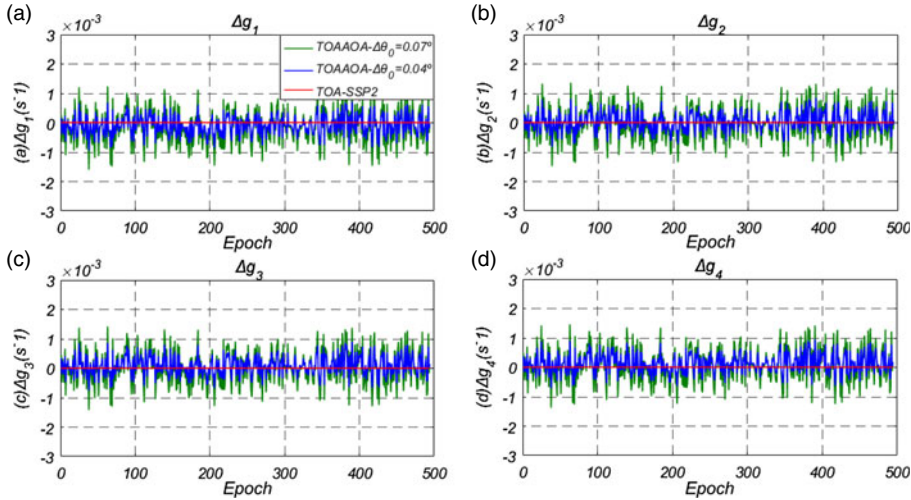 (a)
×10⁻³
Δg₁
3
2
1
0
-1
-2
-3
(a)Δg₁(s⁻1)
TOAAOA-Δθ₀=0.07º
TOAAOA-Δθ₀=0.04º
TOA-SSP2
0 100 200 300 400 500
Epoch
(b)
×10⁻³
Δg₂
3
2
1
0
-1
-2
-3
(b)Δg₂(s⁻1)
0 100 200 300 400 500
Epoch
(c)
×10⁻³
Δg₃
3
2
1
0
-1
-2
-3
(c)Δg₃(s⁻1)
0 100 200 300 400 500
Epoch
(d)
×10⁻³
Δg₄
3
2
1
0
-1
-2
-3
(d)Δg₄(s⁻1)
0 100 200 300 400 500
Epoch